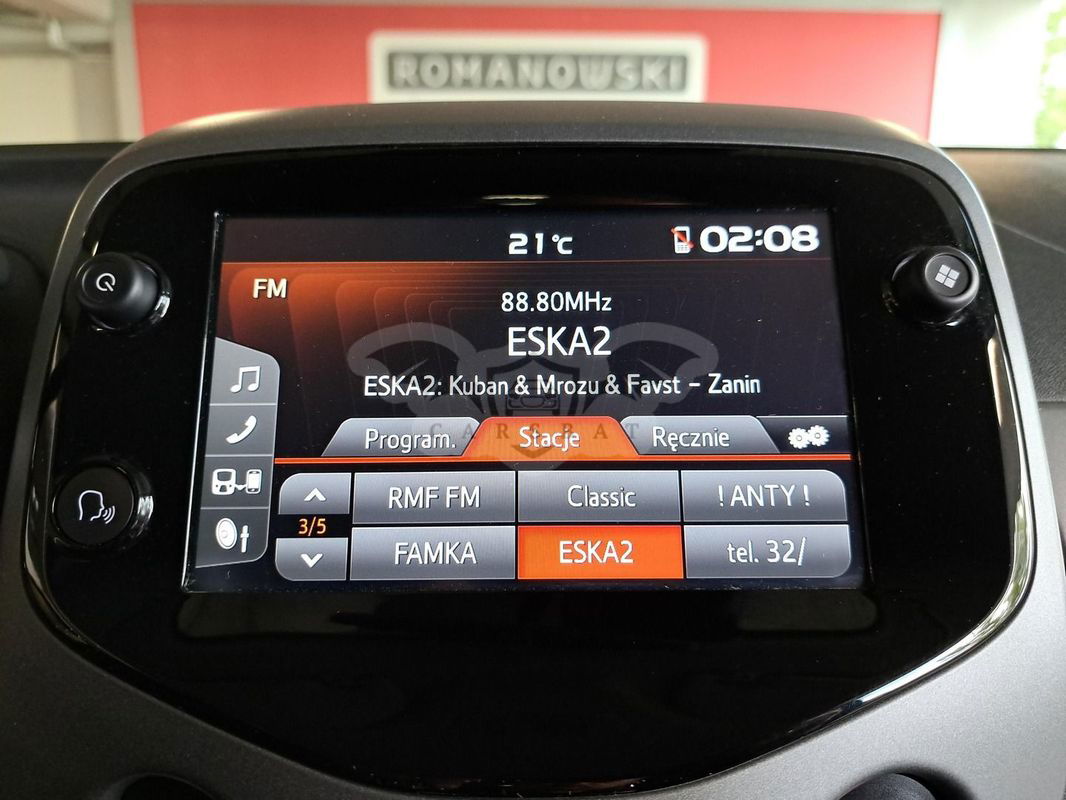 ROMANOWSKI
21°C 02:08
FM
88.80MHz
ESKA2
ESKA2: Kuban & Mrozu & Favst - Zanin
CARSBAT
Program. Stacje Ręcznie
RMF FM Classic ! ANTY !
3/5
FAMKA ESKA2 tel. 32/